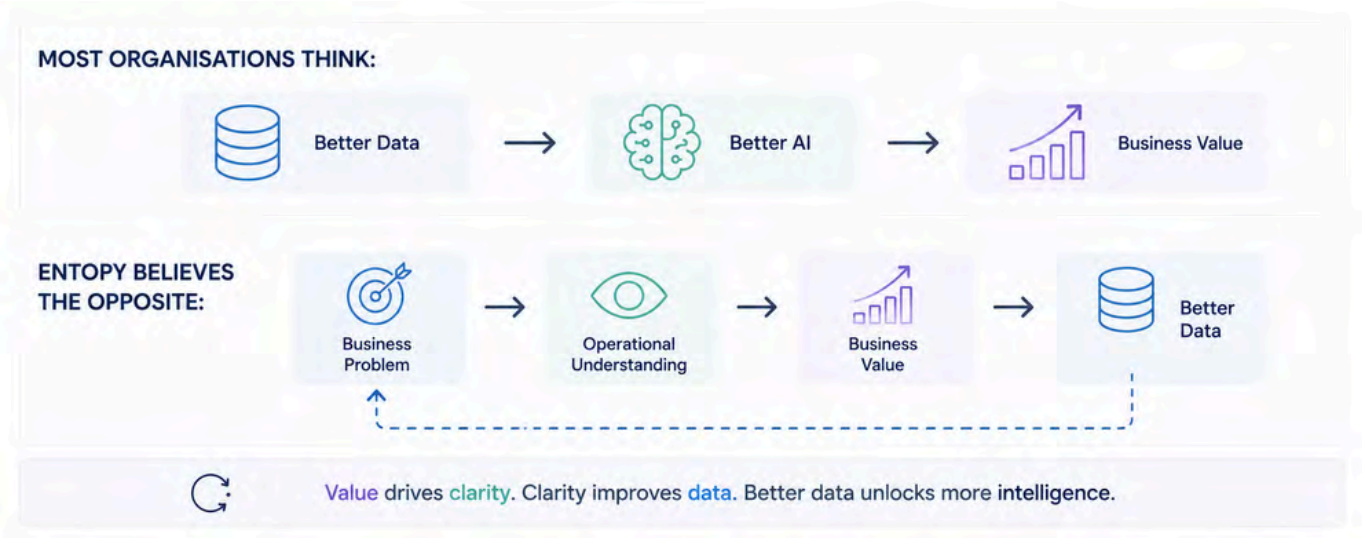 MOST ORGANISATIONS THINK:
Better Data
Better AI
Business Value
ENTOPY BELIEVES
THE OPPOSITE:
Business
Problem
Operational
Understanding
Business
Value
Better
Data
Value drives clarity. Clarity improves data. Better data unlocks more intelligence.